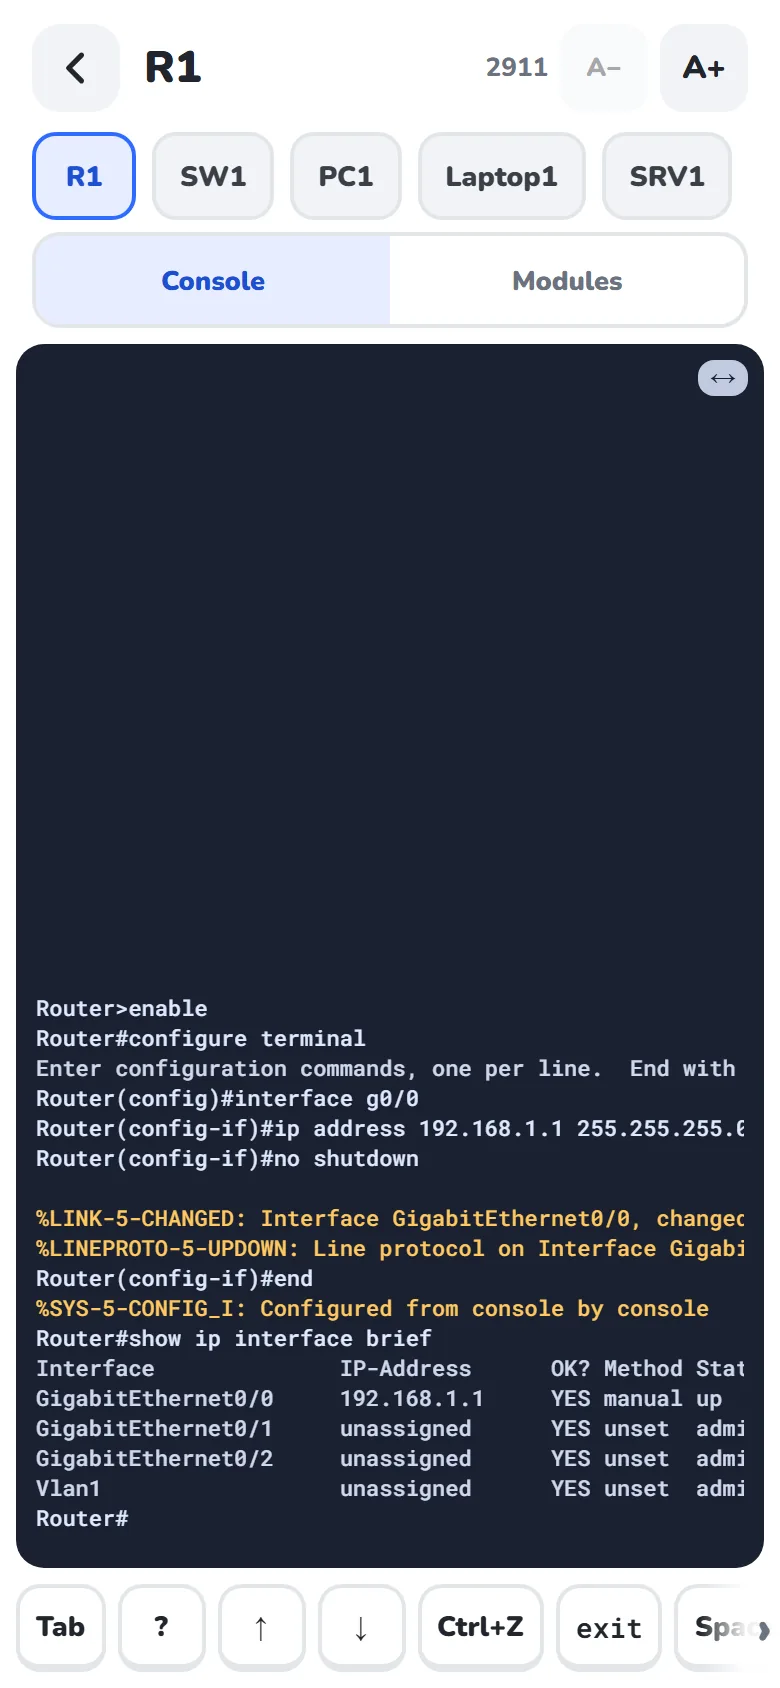 R1 2911 A− A+
R1 SW1 PC1 Laptop1 SRV1
Console Modules
↔
Router>enable
Router#configure terminal
Enter configuration commands, one per line.  End with
Router(config)#interface g0/0
Router(config-if)#ip address 192.168.1.1 255.255.255.0
Router(config-if)#no shutdown
%LINK-5-CHANGED: Interface GigabitEthernet0/0, changed
%LINEPROTO-5-UPDOWN: Line protocol on Interface Gigabi
Router(config-if)#end
%SYS-5-CONFIG_I: Configured from console by console
Router#show ip interface brief
Interface              IP-Address      OK? Method Stat
GigabitEthernet0/0     192.168.1.1     YES manual up
GigabitEthernet0/1     unassigned      YES unset  admi
GigabitEthernet0/2     unassigned      YES unset  admi
Vlan1                  unassigned      YES unset  admi
Router#
Tab ? ↑ ↓ Ctrl+Z exit Spac